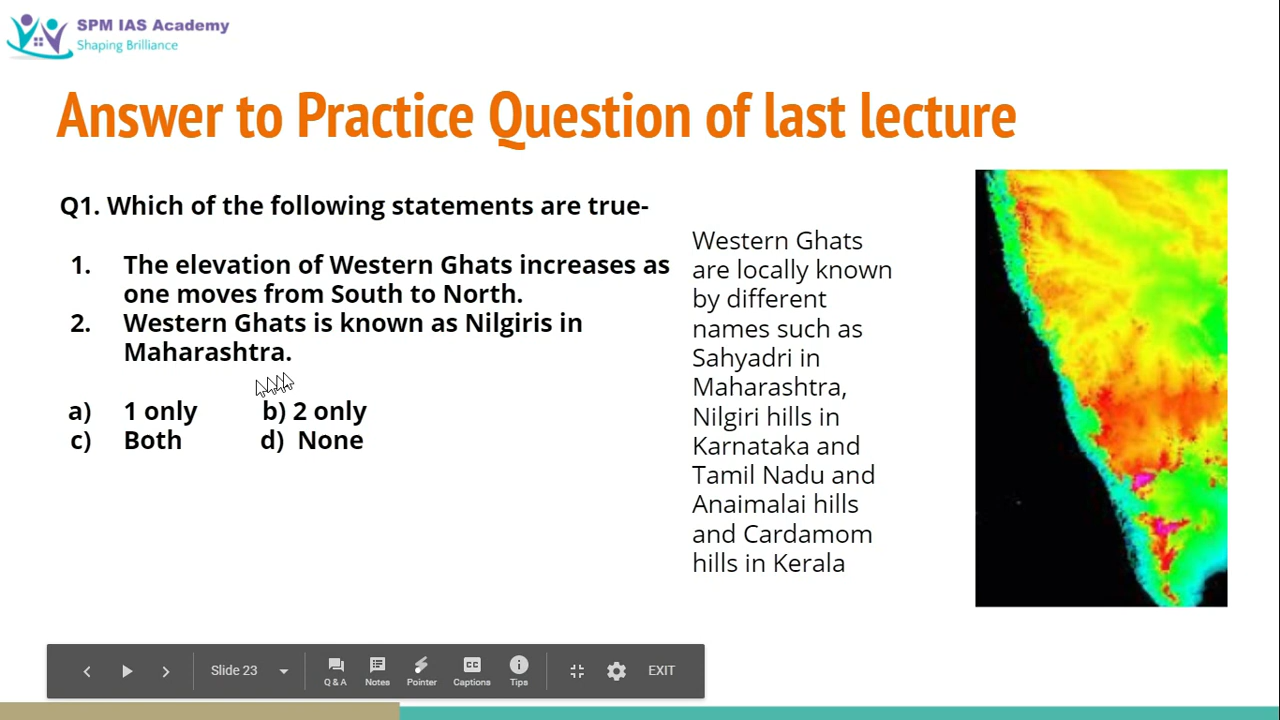 SPM IAS Academy
Shaping Brilliance
Answer to Practice Question of last lecture
Q1. Which of the following statements are true-
1. The elevation of Western Ghats increases as
one moves from South to North.
2. Western Ghats is known as Nilgiris in
Maharashtra.
a) 1 only b) 2 only
c) Both d) None
Western Ghats
are locally known
by different
names such as
Sahyadri in
Maharashtra,
Nilgiri hills in
Karnataka and
Tamil Nadu and
Anaimalai hills
and Cardamom
hills in Kerala
Slide 23
Q & A Notes Pointer Captions Tips
EXIT